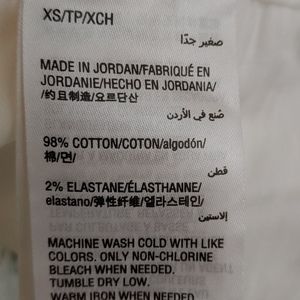 XS/TP/XCH
صغير جدًا
MADE IN JORDAN/FABRIQUÉ EN
JORDANIE/HECHO EN JORDANIA/
/约旦制造/요르단산
صُنع في الأردن
98% COTTON/COTON/algodón/
棉/면/
قطن
2% ELASTANE/ÉLASTHANNE/
elastano/弹性纤维/엘라스테인/
إلاستين
MACHINE WASH COLD WITH LIKE
COLORS. ONLY NON-CHLORINE
BLEACH WHEN NEEDED.
TUMBLE DRY LOW.
WARM IRON WHEN NEEDED